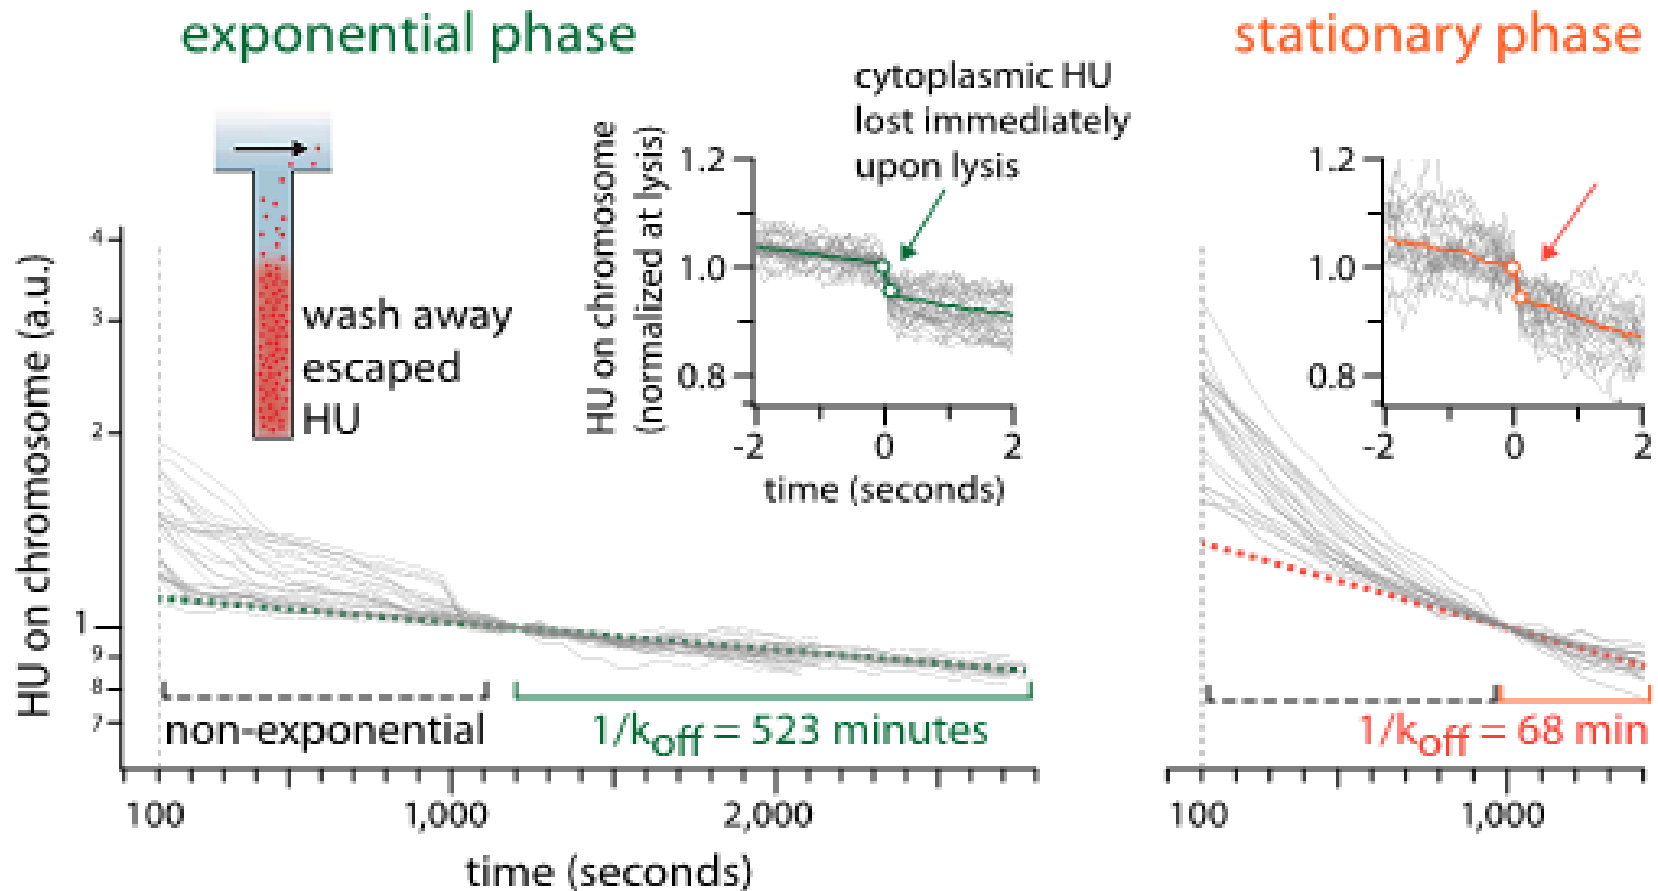 exponential phase
stationary phase
cytoplasmic HU
lost immediately
upon lysis
HU on chromosome
(normalized at lysis)
1.2
1.0
0.8
-2
0
2
time (seconds)
1.2
1.0
0.8
-2
0
2
wash away
escaped
HU
HU on chromosome (a.u.)
4
3
2
1
9
8
7
non-exponential
1/koff = 523 minutes
1/koff = 68 min
100
1,000
2,000
time (seconds)
100
1,000